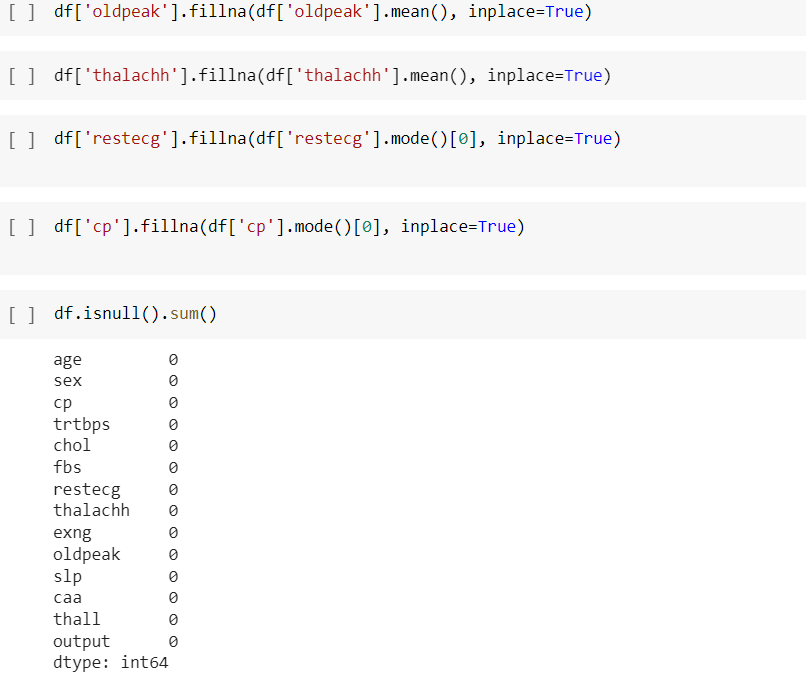 [ ] df['oldpeak'].fillna(df['oldpeak'].mean(), inplace=True)
[ ] df['thalachh'].fillna(df['thalachh'].mean(), inplace=True)
[ ] df['restecg'].fillna(df['restecg'].mode()[0], inplace=True)
[ ] df['cp'].fillna(df['cp'].mode()[0], inplace=True)
[ ] df.isnull().sum()
age 0
sex 0
cp 0
trtbps 0
chol 0
fbs 0
restecg 0
thalachh 0
exng 0
oldpeak 0
slp 0
caa 0
thall 0
output 0
dtype: int64